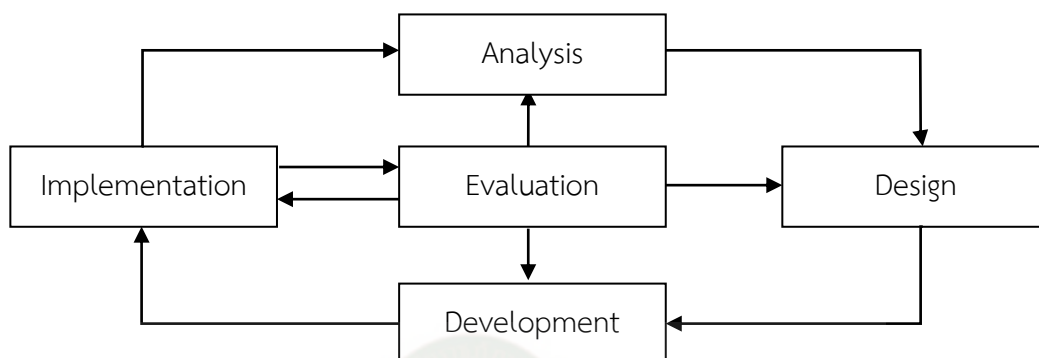 Analysis
Implementation
Evaluation
Design
Development